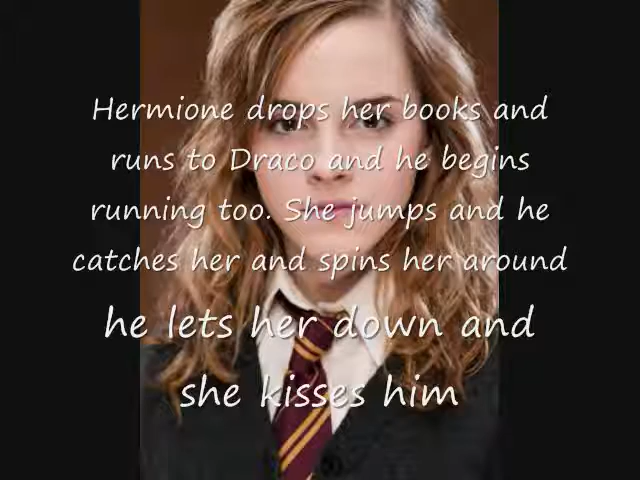 Hermione drops her books and
runs to Draco and he begins
running too. She jumps and he
catches her and spins her around
he lets her down and
she kisses him